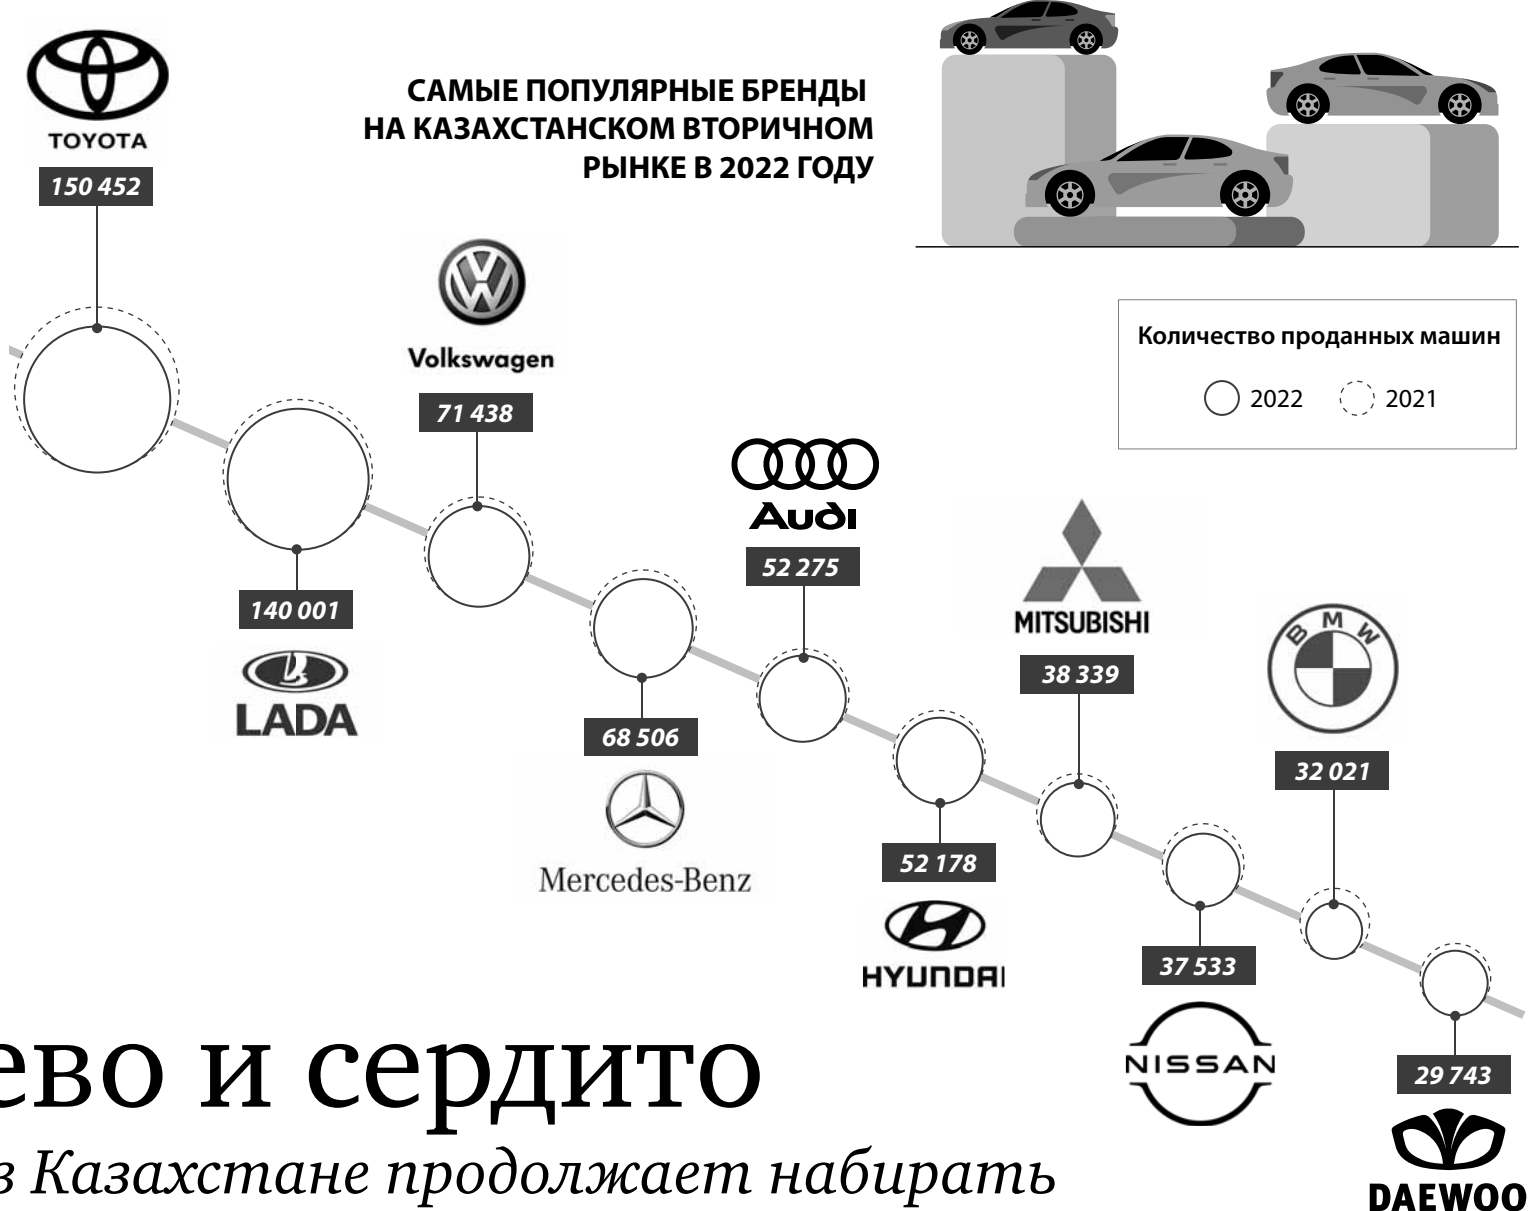 TOYOTA
150 452
САМЫЕ ПОПУЛЯРНЫЕ БРЕНДЫ
НА КАЗАХСТАНСКОМ ВТОРИЧНОМ
РЫНКЕ В 2022 ГОДУ
Количество проданных машин
2022 2021
Volkswagen
71 438
140 001
LADA
Audi
52 275
68 506
Mercedes-Benz
MITSUBISHI
38 339
52 178
HYUNDAI
BMW
32 021
37 533
NISSAN
29 743
DAEWOO
ево и сердито
в Казахстане продолжает набирать